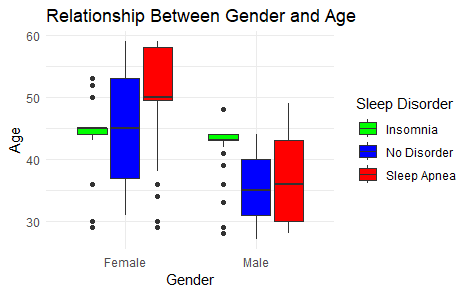 Relationship Between Gender and Age
60
50
40
30
Age
Female
Male
Gender
Sleep Disorder
Insomnia
No Disorder
Sleep Apnea